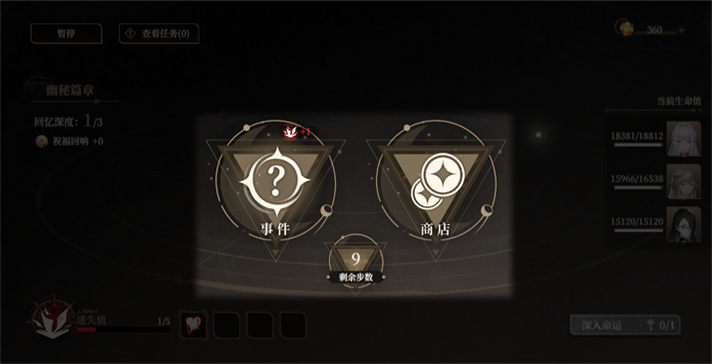 暂停
查看任务(0)
360
幽秘篇章
回忆深度：1/3
祝福回响 +0
当前生命值
18381/18812
15966/16538
15120/15120
+1
?
事件
商店
9
剩余步数
迷失值
1/5
深入命运
0/1